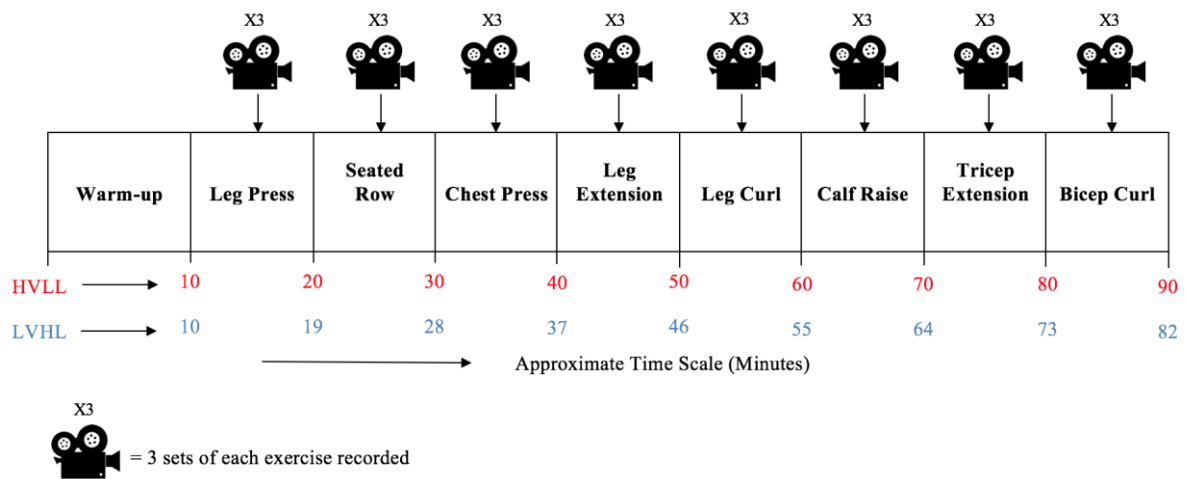 X3 X3 X3 X3 X3 X3 X3 X3
Warm-up
Leg Press
Seated
Row
Chest Press
Leg
Extension
Leg Curl
Calf Raise
Tricep
Extension
Bicep Curl
HVLL 10 20 30 40 50 60 70 80 90
LVHL 10 19 28 37 46 55 64 73 82
Approximate Time Scale (Minutes)
X3
= 3 sets of each exercise recorded